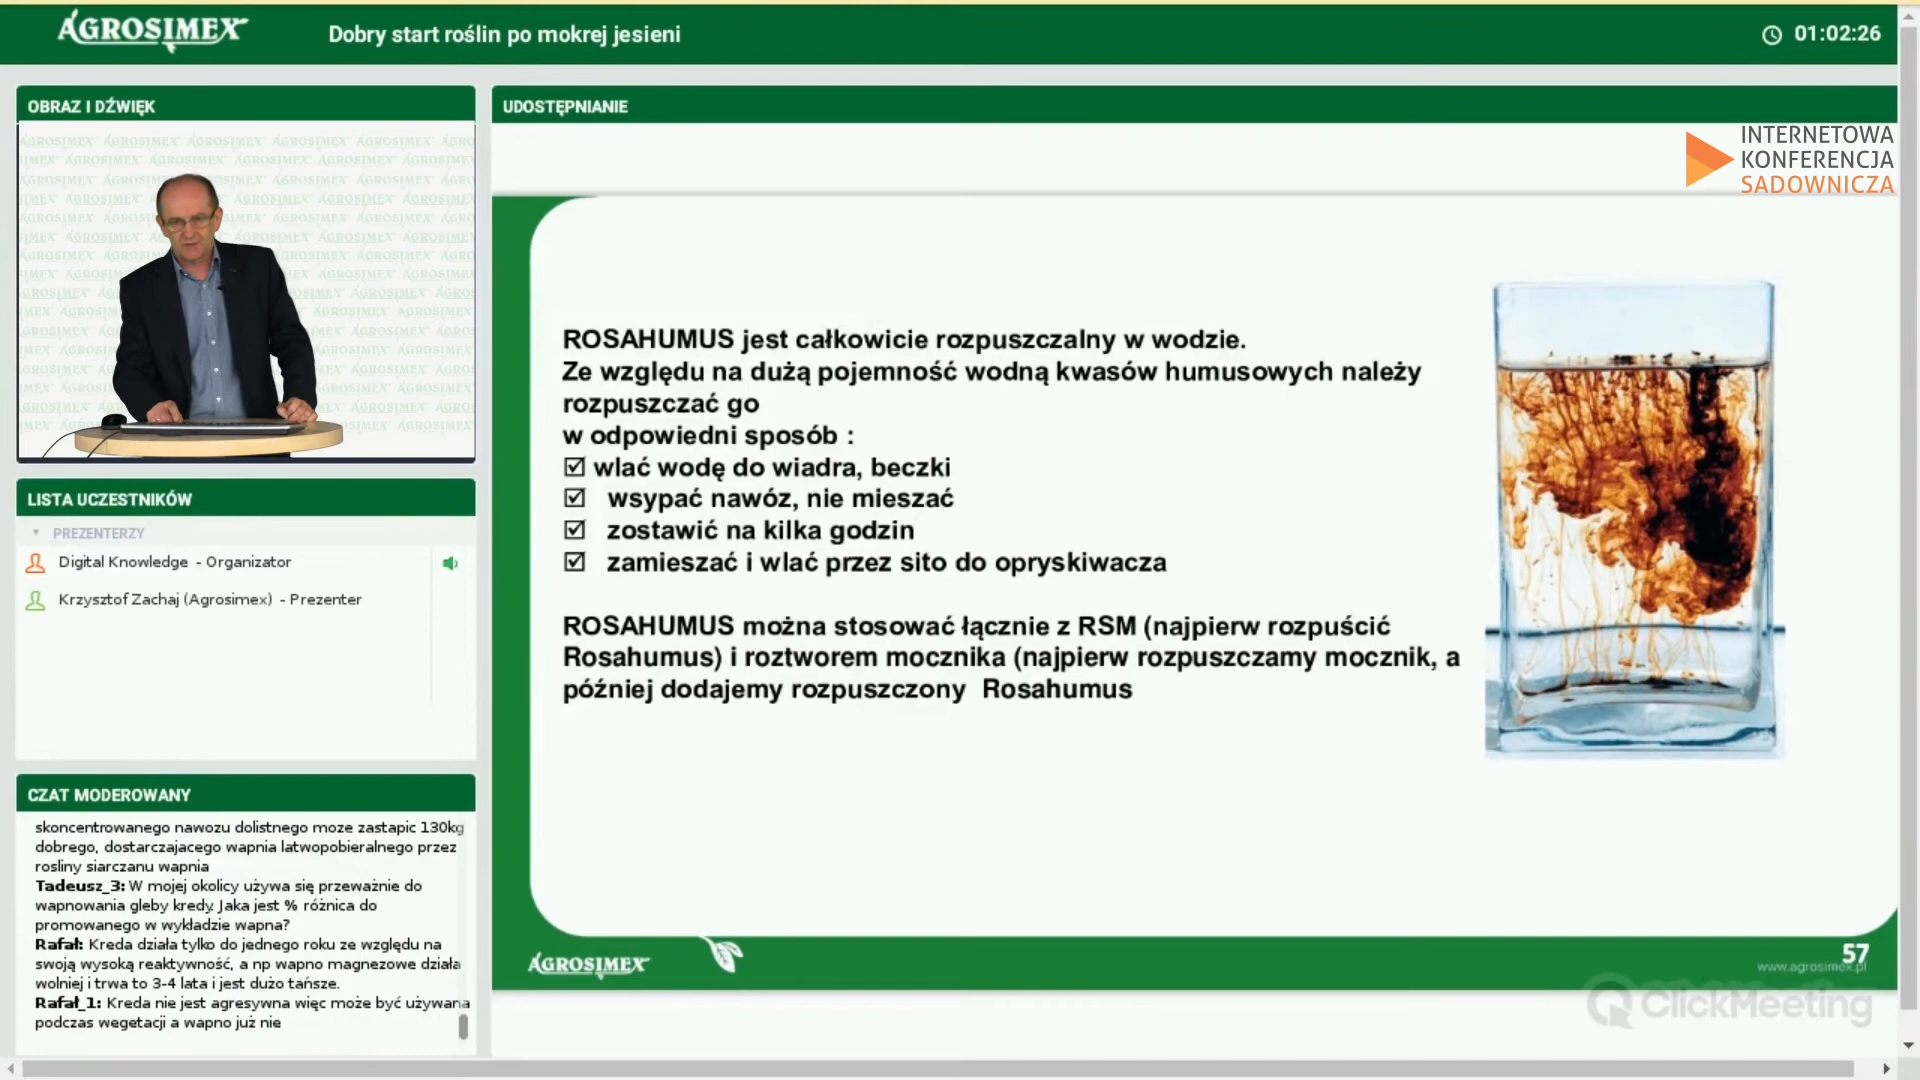 AGROSIMEX
Dobry start roślin po mokrej jesieni
01:02:26
OBRAZ I DŹWIĘK
LISTA UCZESTNIKÓW
PREZENTERZY
Digital Knowledge - Organizator
Krzysztof Zachaj (Agrosimex) - Prezenter
CZAT MODEROWANY
skoncentrowanego nawozu dolistnego moze zastapic 130kg
dobrego, dostarczajacego wapnia latwopobieralnego przez
rosliny siarczanu wapnia
Tadeusz_3: W mojej okolicy używa się przeważnie do
wapnowania gleby kredy. Jaka jest % różnica do
promowanego w wykładzie wapna?
Rafał: Kreda działa tylko do jednego roku ze względu na
swoją wysoką reaktywność, a np wapno magnezowe działa
wolniej i trwa to 3-4 lata i jest dużo tańsze.
Rafał_1: Kreda nie jest agresywna więc może być używana
podczas wegetacji a wapno już nie
UDOSTĘPNIANIE
INTERNETOWA
KONFERENCJA
SADOWNICZA
ROSAHUMUS jest całkowicie rozpuszczalny w wodzie.
Ze względu na dużą pojemność wodną kwasów humusowych należy
rozpuszczać go
w odpowiedni sposób :
☑ wlać wodę do wiadra, beczki
☑ wsypać nawóz, nie mieszać
☑ zostawić na kilka godzin
☑ zamieszać i wlać przez sito do opryskiwacza
ROSAHUMUS można stosować łącznie z RSM (najpierw rozpuścić
Rosahumus) i roztworem mocznika (najpierw rozpuszczamy mocznik, a
później dodajemy rozpuszczony Rosahumus
AGROSIMEX
57
www.agrosimex.pl
ClickMeeting